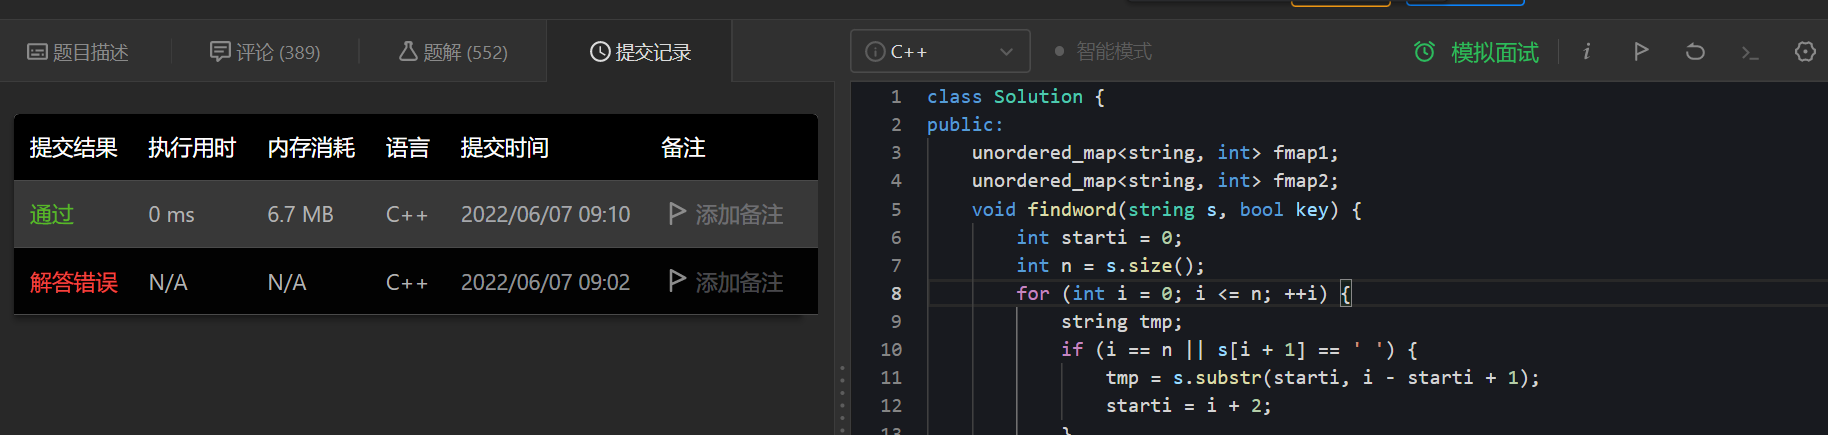 题目描述
评论 (389)
题解 (552)
提交记录
C++
智能模式
模拟面试
提交结果 执行用时 内存消耗 语言 提交时间 备注
通过 0 ms 6.7 MB C++ 2022/06/07 09:10 添加备注
解答错误 N/A N/A C++ 2022/06/07 09:02 添加备注
1 class Solution {
2 public:
3 unordered_map<string, int> fmap1;
4 unordered_map<string, int> fmap2;
5 void findword(string s, bool key) {
6 int starti = 0;
7 int n = s.size();
8 for (int i = 0; i <= n; ++i) {
9 string tmp;
10 if (i == n || s[i + 1] == ' ') {
11 tmp = s.substr(starti, i - starti + 1);
12 starti = i + 2;
13 }